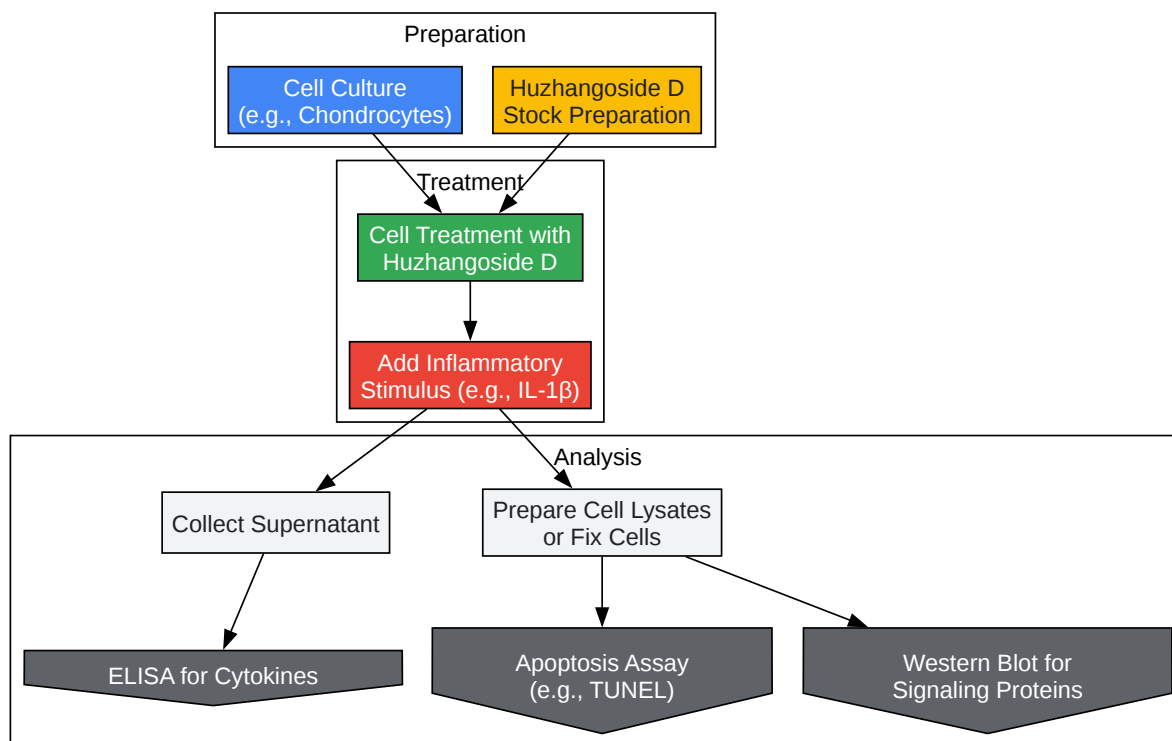 Preparation
Cell Culture
(e.g., Chondrocytes)
Huzhangoside D
Stock Preparation
Treatment
Cell Treatment with
Huzhangoside D
Add Inflammatory
Stimulus (e.g., IL-1β)
Analysis
Collect Supernatant
Prepare Cell Lysates
or Fix Cells
ELISA for Cytokines
Apoptosis Assay
(e.g., TUNEL)
Western Blot for
Signaling Proteins